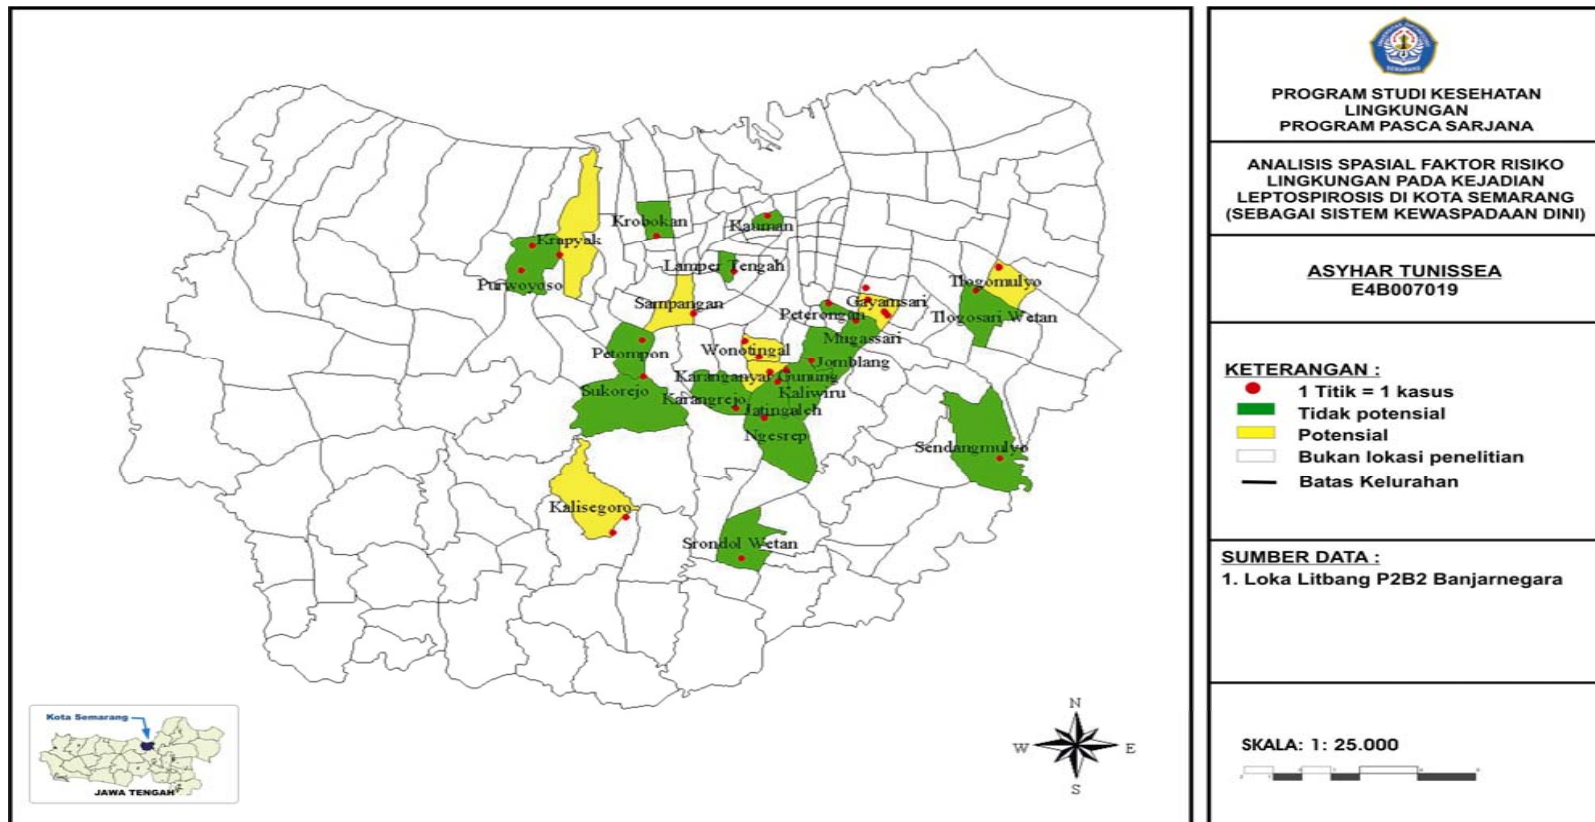 Krobokan
Kauman
Krapyak
Lamper Tengah
Purwoyoso
Tlogomulyo
Sampangan
Gayamsari
Peterongan
Tlogosari Wetan
Mugassari
Petompon
Wonotingal
Jomblang
Karanganyar Gunung
Sukorejo
Kaliwiru
Karangrejo
Jatingaleh
Ngesrep
Sendangmulyo
Kalisegoro
Srondol Wetan
Kota Semarang
JAWA TENGAH
N
W
E
S
PROGRAM STUDI KESEHATAN
LINGKUNGAN
PROGRAM PASCA SARJANA
ANALISIS SPASIAL FAKTOR RISIKO
LINGKUNGAN PADA KEJADIAN
LEPTOSPIROSIS DI KOTA SEMARANG
(SEBAGAI SISTEM KEWASPADAAN DINI)
ASYHAR TUNISSEA
E4B007019
KETERANGAN :
1 Titik = 1 kasus
Tidak potensial
Potensial
Bukan lokasi penelitian
Batas Kelurahan
SUMBER DATA :
1. Loka Litbang P2B2 Banjarnegara
SKALA: 1: 25.000